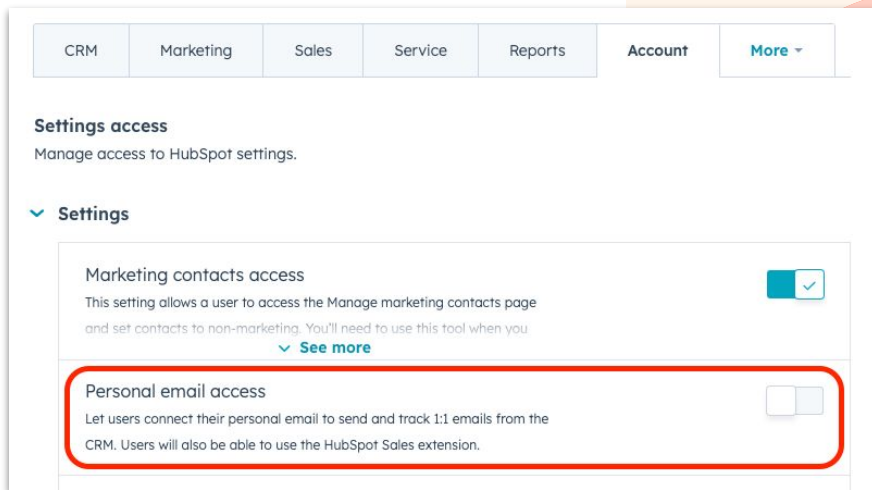 CRM Marketing Sales Service Reports Account More
Settings access
Manage access to HubSpot settings.
Settings
Marketing contacts access
This setting allows a user to access the Manage marketing contacts page
and set contacts to non-marketing. You'll need to use this tool when you
See more
Personal email access
Let users connect their personal email to send and track 1:1 emails from the
CRM. Users will also be able to use the HubSpot Sales extension.